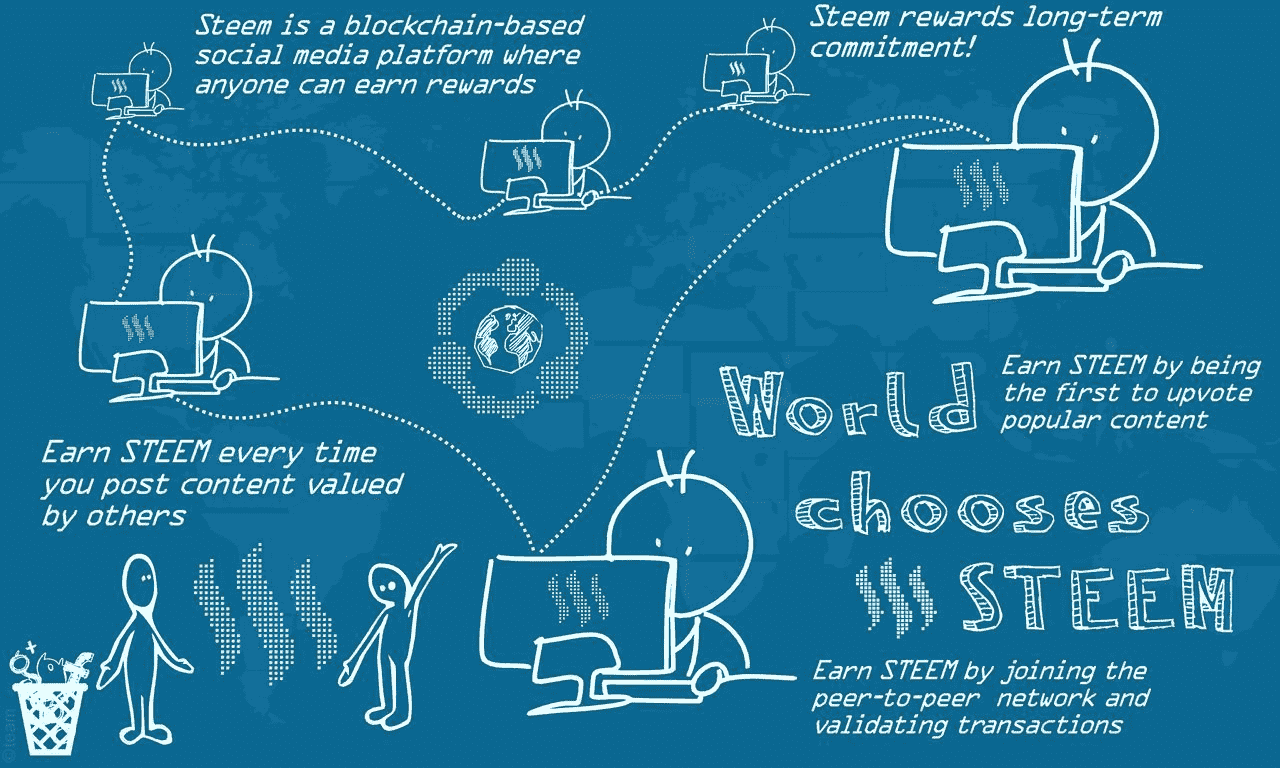 Steem is a blockchain-based
social media platform where
anyone can earn rewards
Steem rewards long-term
commitment!
Earn STEEM by being
the first to upvote
popular content
World
chooses
STEEM
Earn STEEM every time
you post content valued
by others
Earn STEEM by joining the
peer-to-peer network and
validating transactions
©team